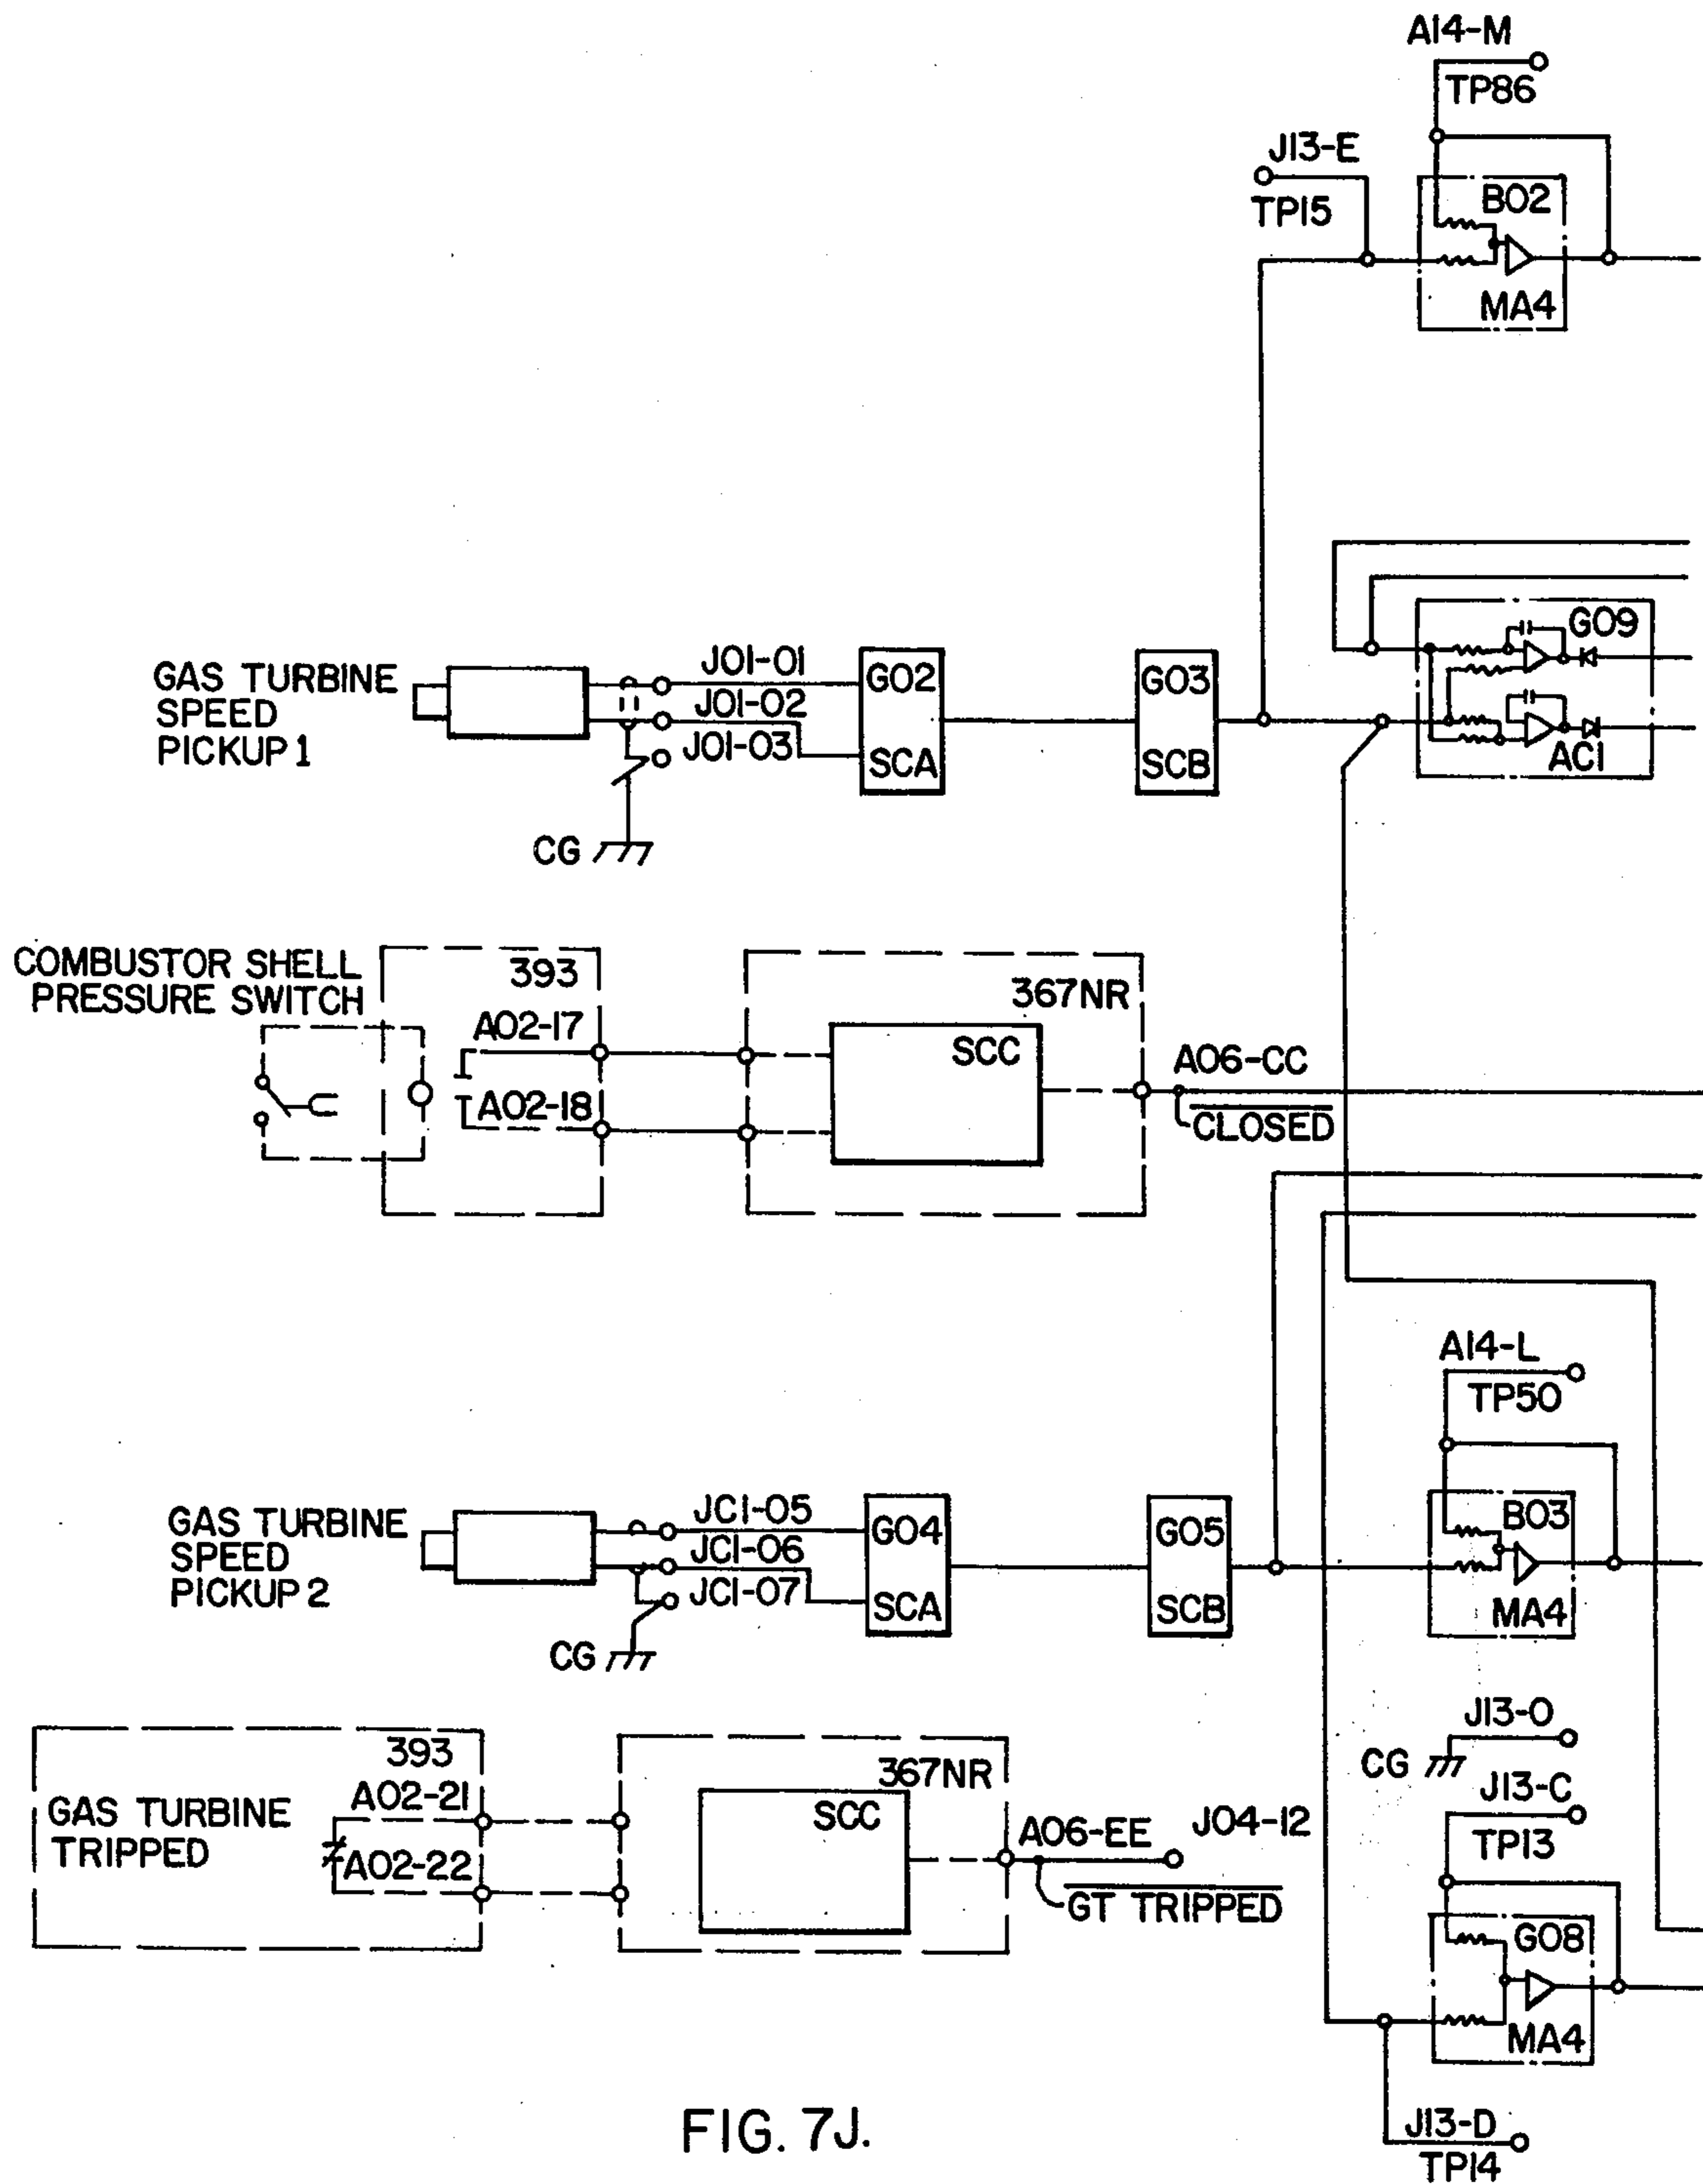 A14-M
TP86
J13-E
TP15
B02
MA4
GAS TURBINE
SPEED
PICKUP 1
J01-01
J01-02
J01-03
CG
G02
SCA
G03
SCB
G09
AC1
COMBUSTOR SHELL
PRESSURE SWITCH
393
A02-17
A02-18
367NR
SCC
A06-CC
CLOSED
A14-L
TP50
B03
MA4
GAS TURBINE
SPEED
PICKUP 2
JC1-05
JC1-06
JC1-07
CG
G04
SCA
G05
SCB
GAS TURBINE
TRIPPED
393
A02-21
A02-22
367NR
SCC
A06-EE
J04-12
GT TRIPPED
J13-O
CG
J13-C
TP13
G08
MA4
J13-D
TP14
FIG. 7J.